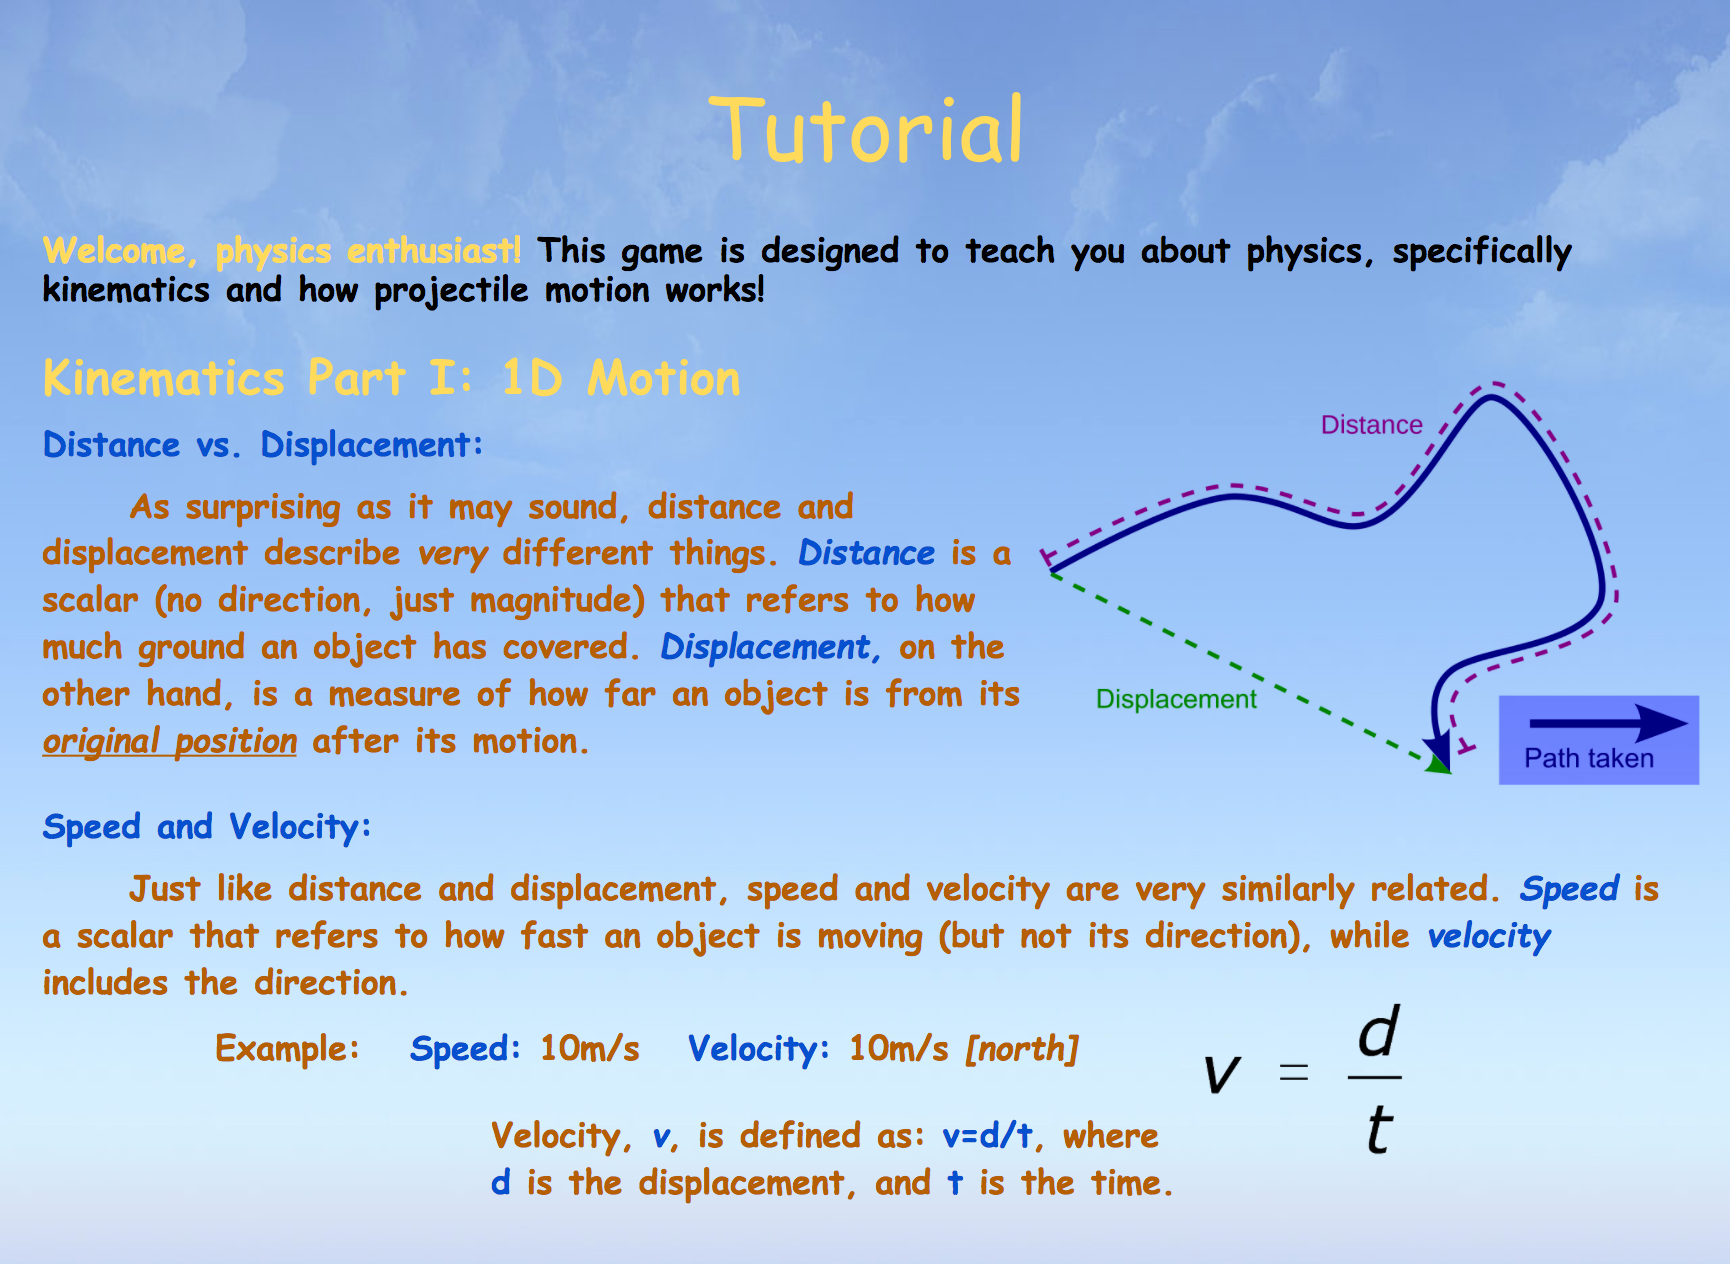 Tutorial
Welcome, physics enthusiast! This game is designed to teach you about physics, specifically
kinematics and how projectile motion works!
Kinematics Part I: 1D Motion
Distance vs. Displacement:
As surprising as it may sound, distance and
displacement describe very different things. Distance is a
scalar (no direction, just magnitude) that refers to how
much ground an object has covered. Displacement, on the
other hand, is a measure of how far an object is from its
original position after its motion.
Distance
Displacement
Path taken
Speed and Velocity:
Just like distance and displacement, speed and velocity are very similarly related. Speed is
a scalar that refers to how fast an object is moving (but not its direction), while velocity
includes the direction.
Example: Speed: 10m/s Velocity: 10m/s [north]
v = d/t
Velocity, v, is defined as: v=d/t, where
d is the displacement, and t is the time.